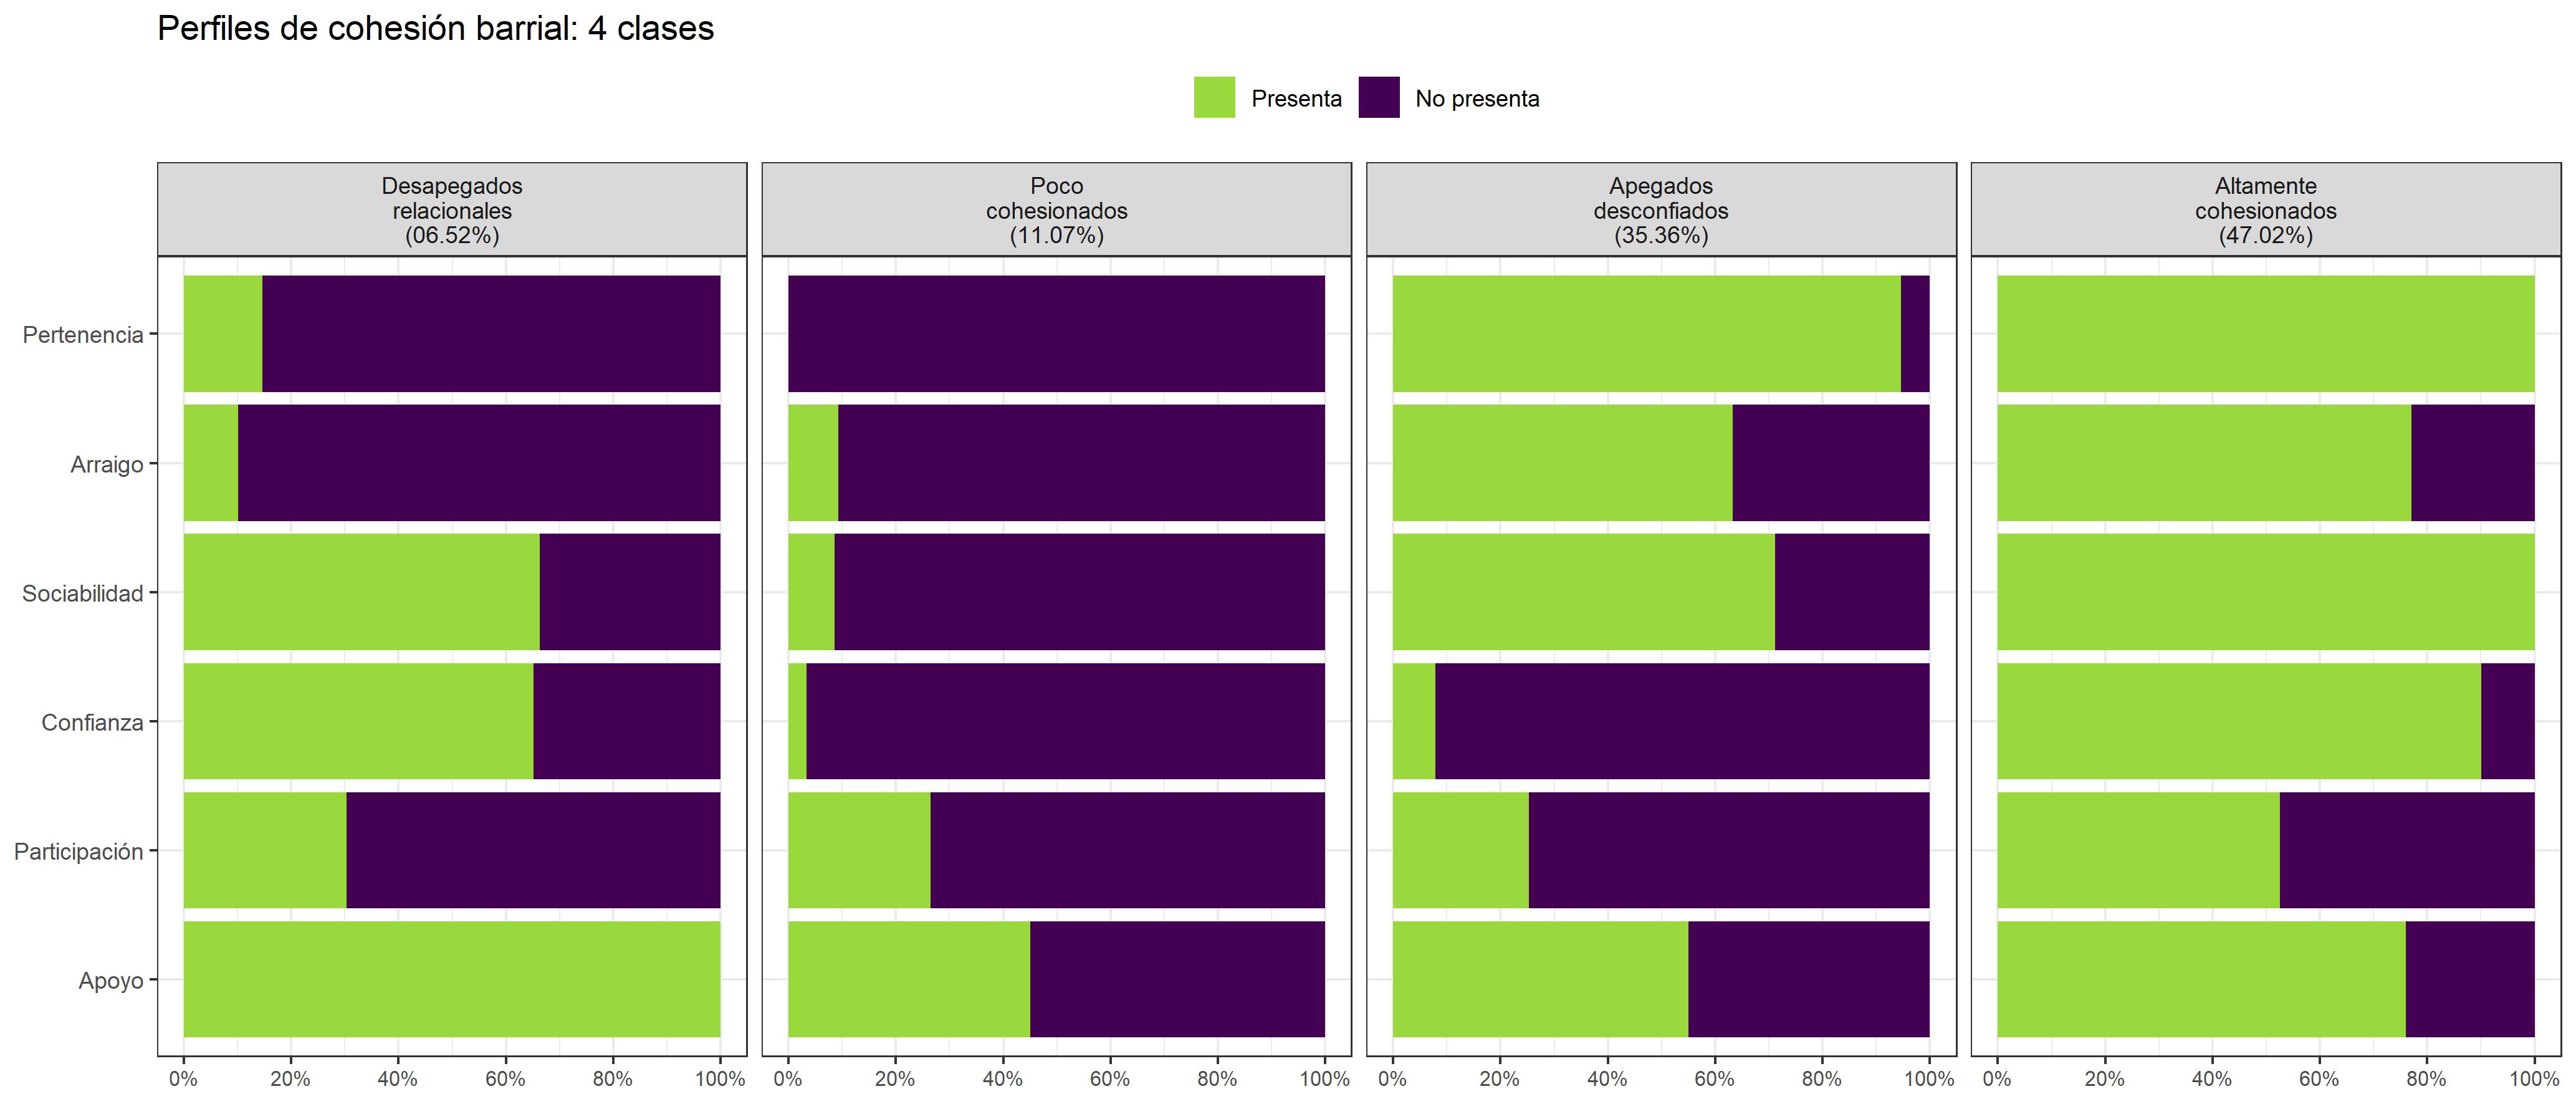 Perfiles de cohesión barrial: 4 clases
Presenta
No presenta
Desapegados
relacionales
(06.52%)
Poco
cohesionados
(11.07%)
Apegados
desconfiados
(35.36%)
Altamente
cohesionados
(47.02%)
Pertenencia
Arraigo
Sociabilidad
Confianza
Participación
Apoyo
0% 20% 40% 60% 80% 100%
0% 20% 40% 60% 80% 100%
0% 20% 40% 60% 80% 100%
0% 20% 40% 60% 80% 100%